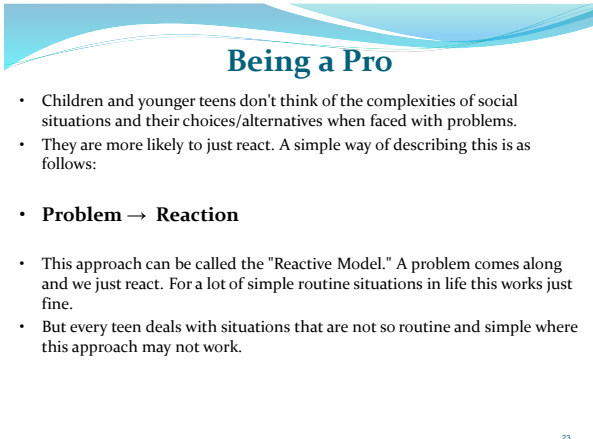 Being a Pro
• Children and younger teens don't think of the complexities of social
situations and their choices/alternatives when faced with problems.
• They are more likely to just react. A simple way of describing this is as
follows:
• Problem → Reaction
• This approach can be called the "Reactive Model." A problem comes along
and we just react. For a lot of simple routine situations in life this works just
fine.
• But every teen deals with situations that are not so routine and simple where
this approach may not work.
23